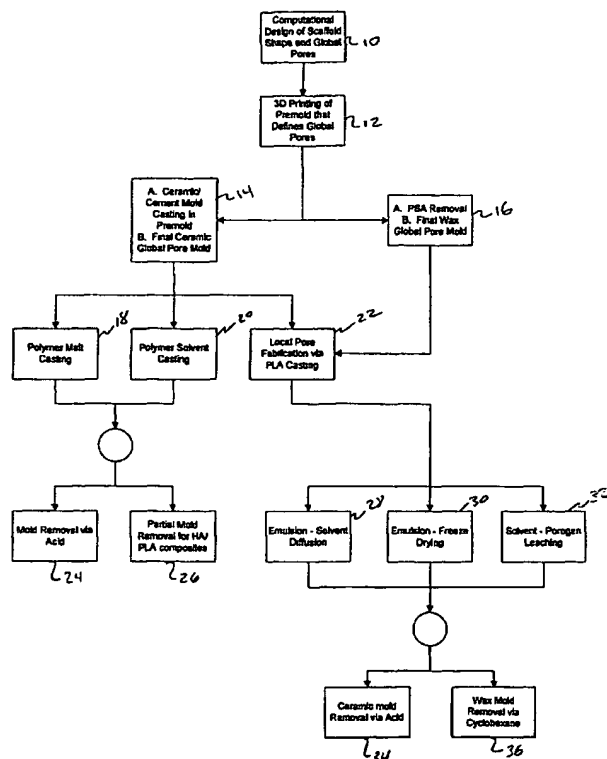 Computational
Design of Scaffold
Shape and Global
Pores
10
3D Printing of
Premold that
Defines Global
Pores
12
A. Ceramic/
Cement Mold
Casting in
Premold
B. Final Ceramic
Global Pore Mold
14
A. PSA Removal
B. Final Wax
Global Pore Mold
16
Polymer Melt
Casting
18
Polymer Solvent
Casting
20
Local Pore
Fabrication via
PLA Casting
22
Mold Removal via
Acid
24
Partial Mold
Removal for HA/
PLA composites
26
Emulsion - Solvent
Diffusion
28
Emulsion - Freeze
Drying
30
Solvent - Porogen
Leaching
Ceramic mold
Removal via Acid
24
Wax Mold
Removal via
Cyclohexane
36